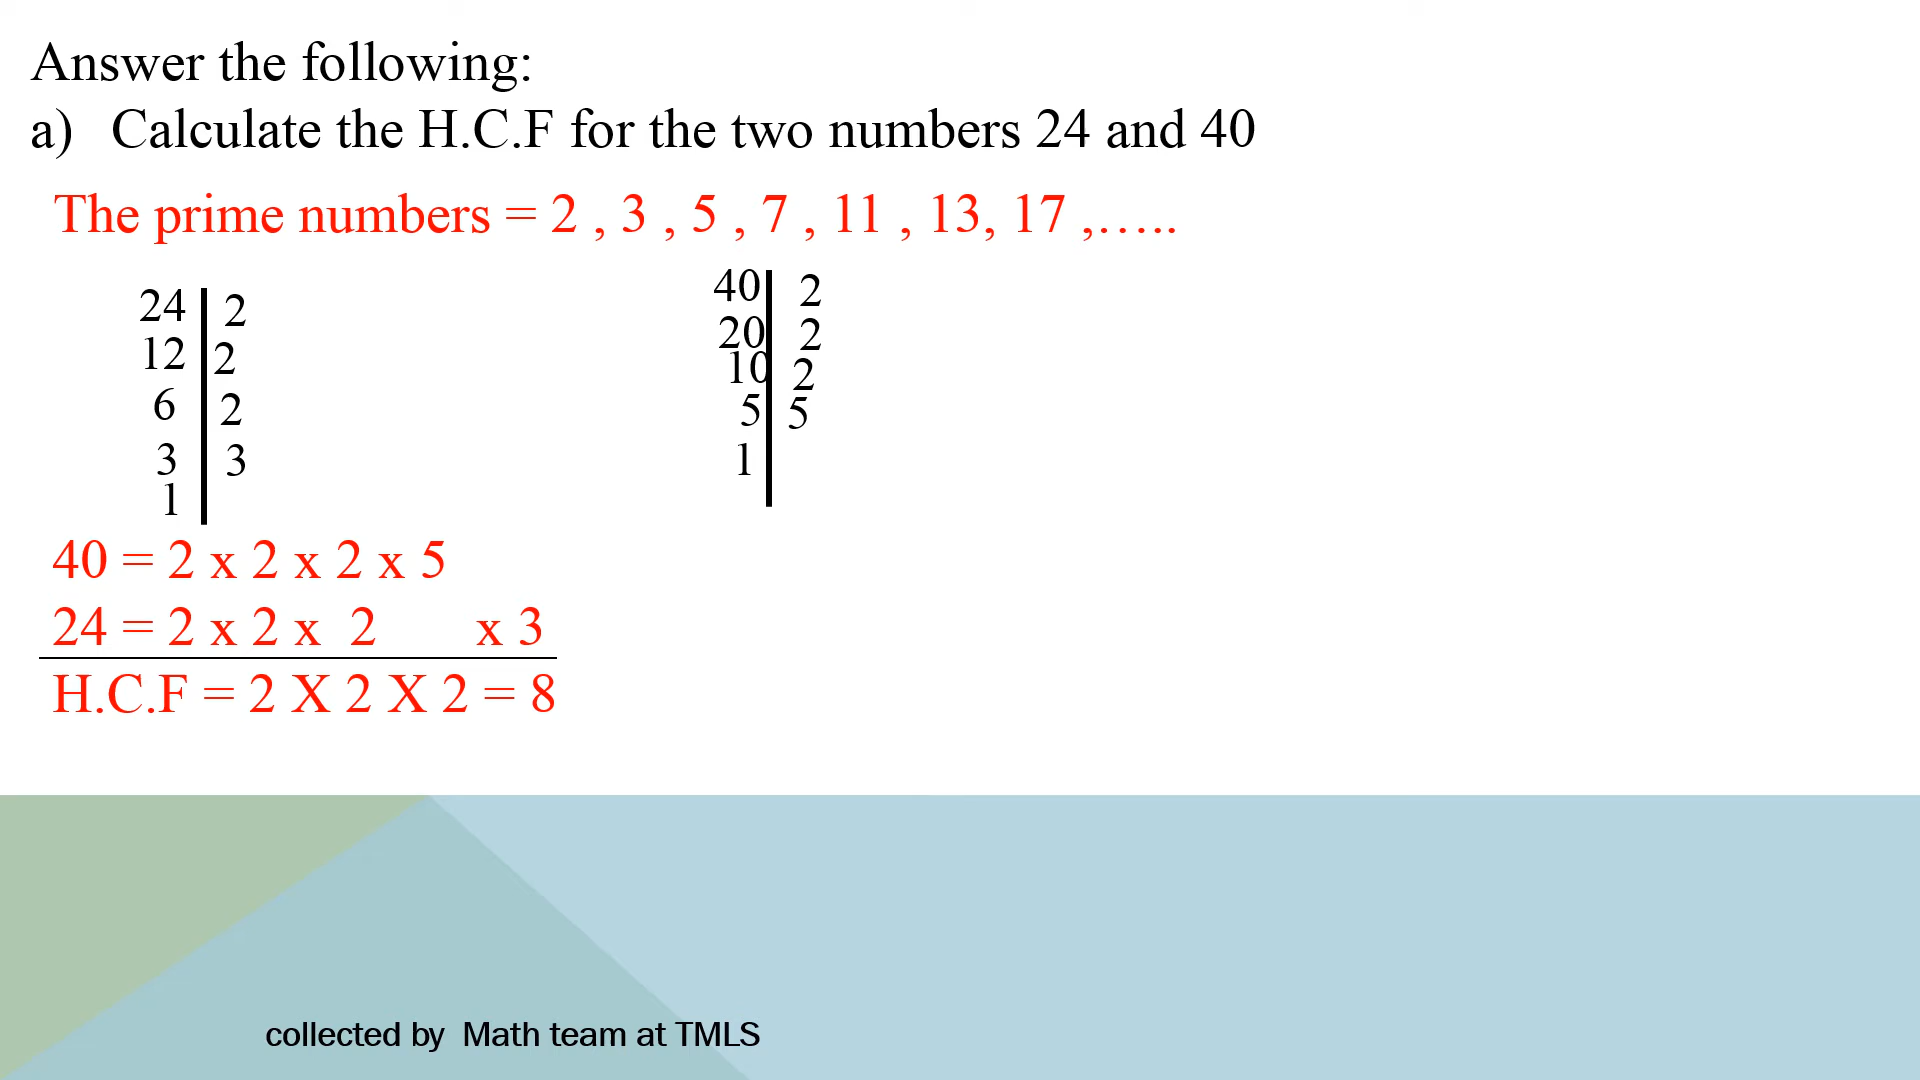 Answer the following:
a) Calculate the H.C.F for the two numbers 24 and 40
The prime numbers = 2 , 3 , 5 , 7 , 11 , 13, 17 ,…..
24 2
12 2
6 2
3 3
1
40 2
20 2
10 2
5 5
1
40 = 2 x 2 x 2 x 5
24 = 2 x 2 x 2 x 3
H.C.F = 2 X 2 X 2 = 8
collected by Math team at TMLS